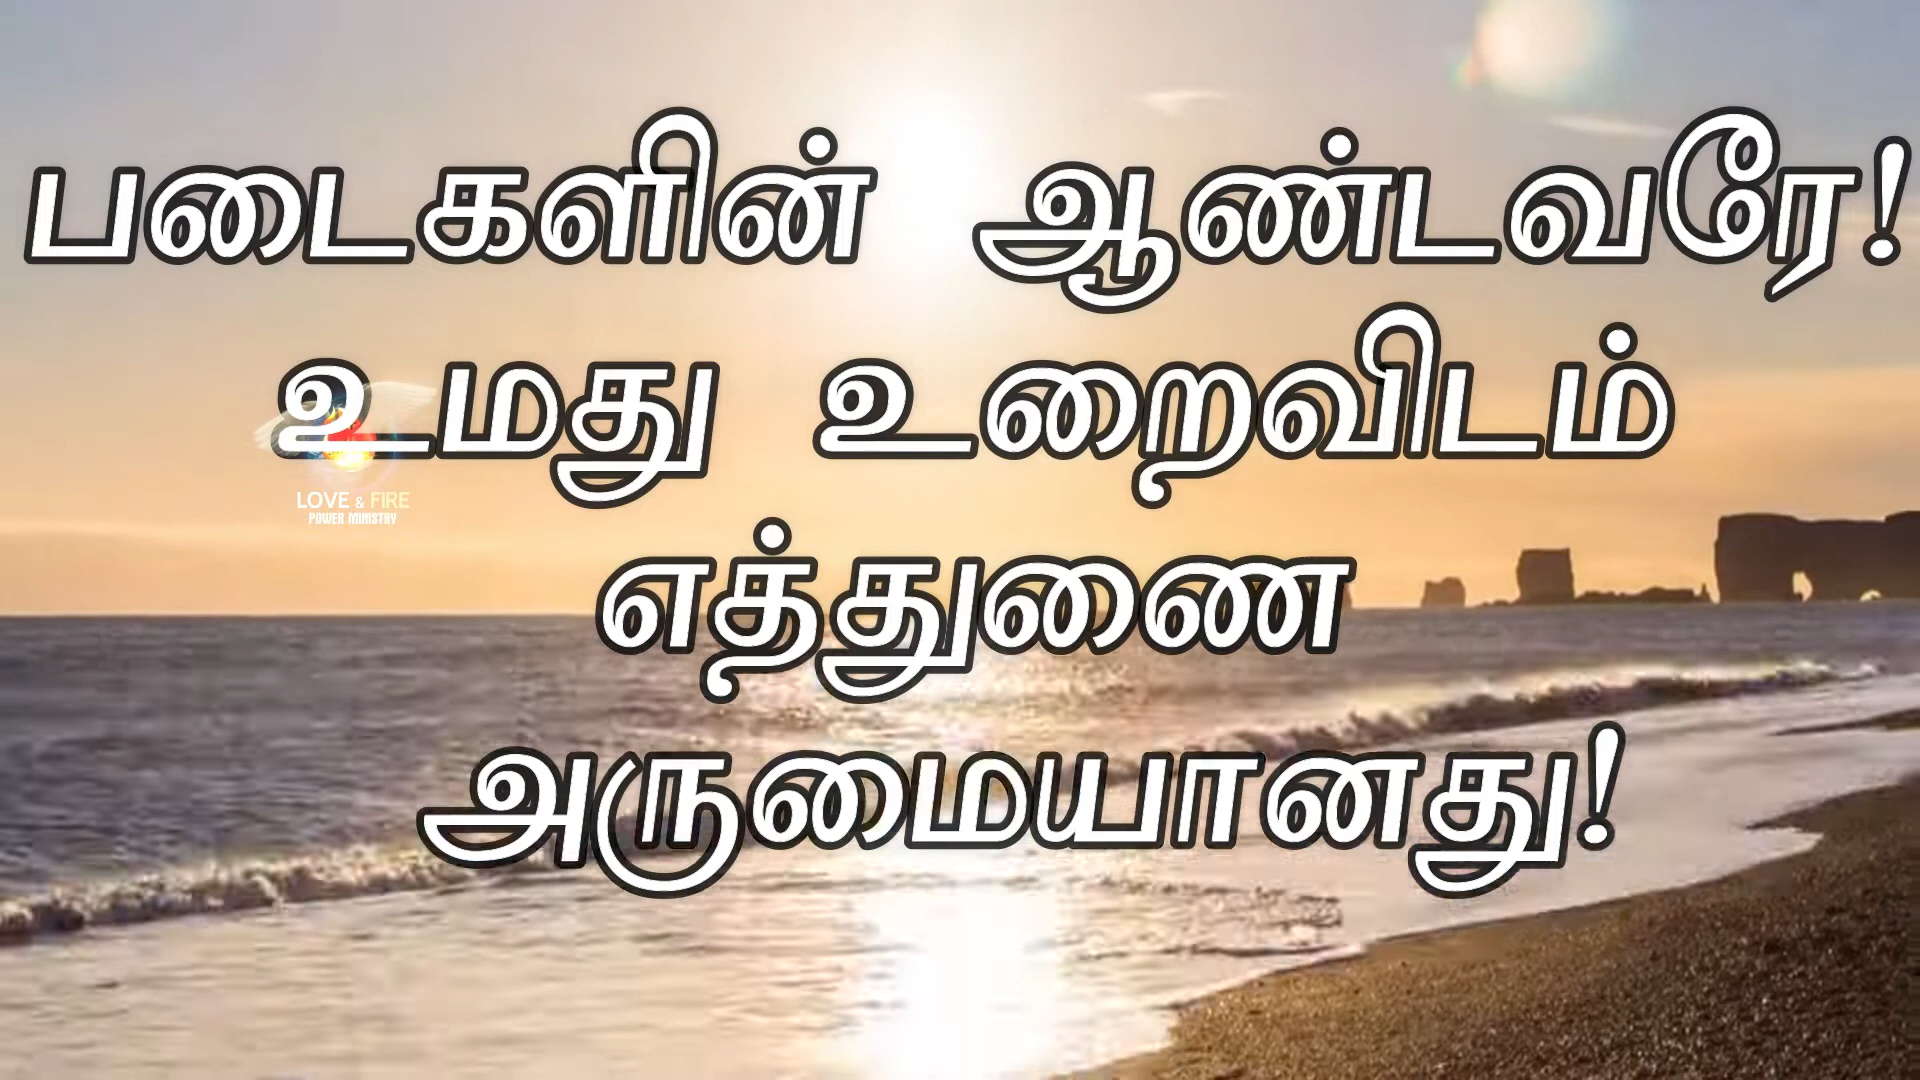 படைகளின் ஆண்டவரே!
உமது உறைவிடம்
எத்துணை
அருமையானது!
LOVE & FIRE
POWER MINISTRY